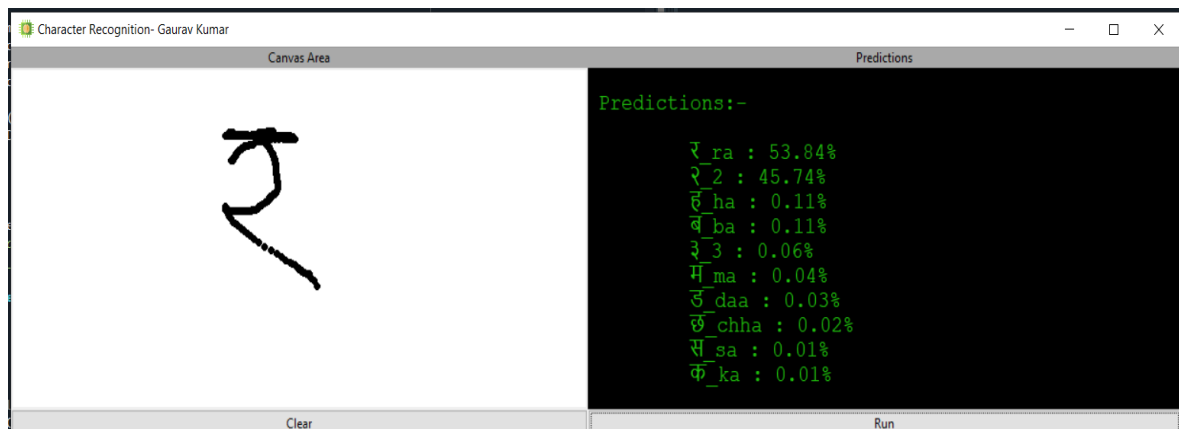 Character Recognition- Gaurav Kumar
Canvas Area
Predictions
र
Predictions:-
र_ra : 53.84%
२_2 : 45.74%
ह_ha : 0.11%
ब_ba : 0.11%
३_3 : 0.06%
म_ma : 0.04%
ड_daa : 0.03%
छ_chha : 0.02%
स_sa : 0.01%
क_ka : 0.01%
Clear
Run